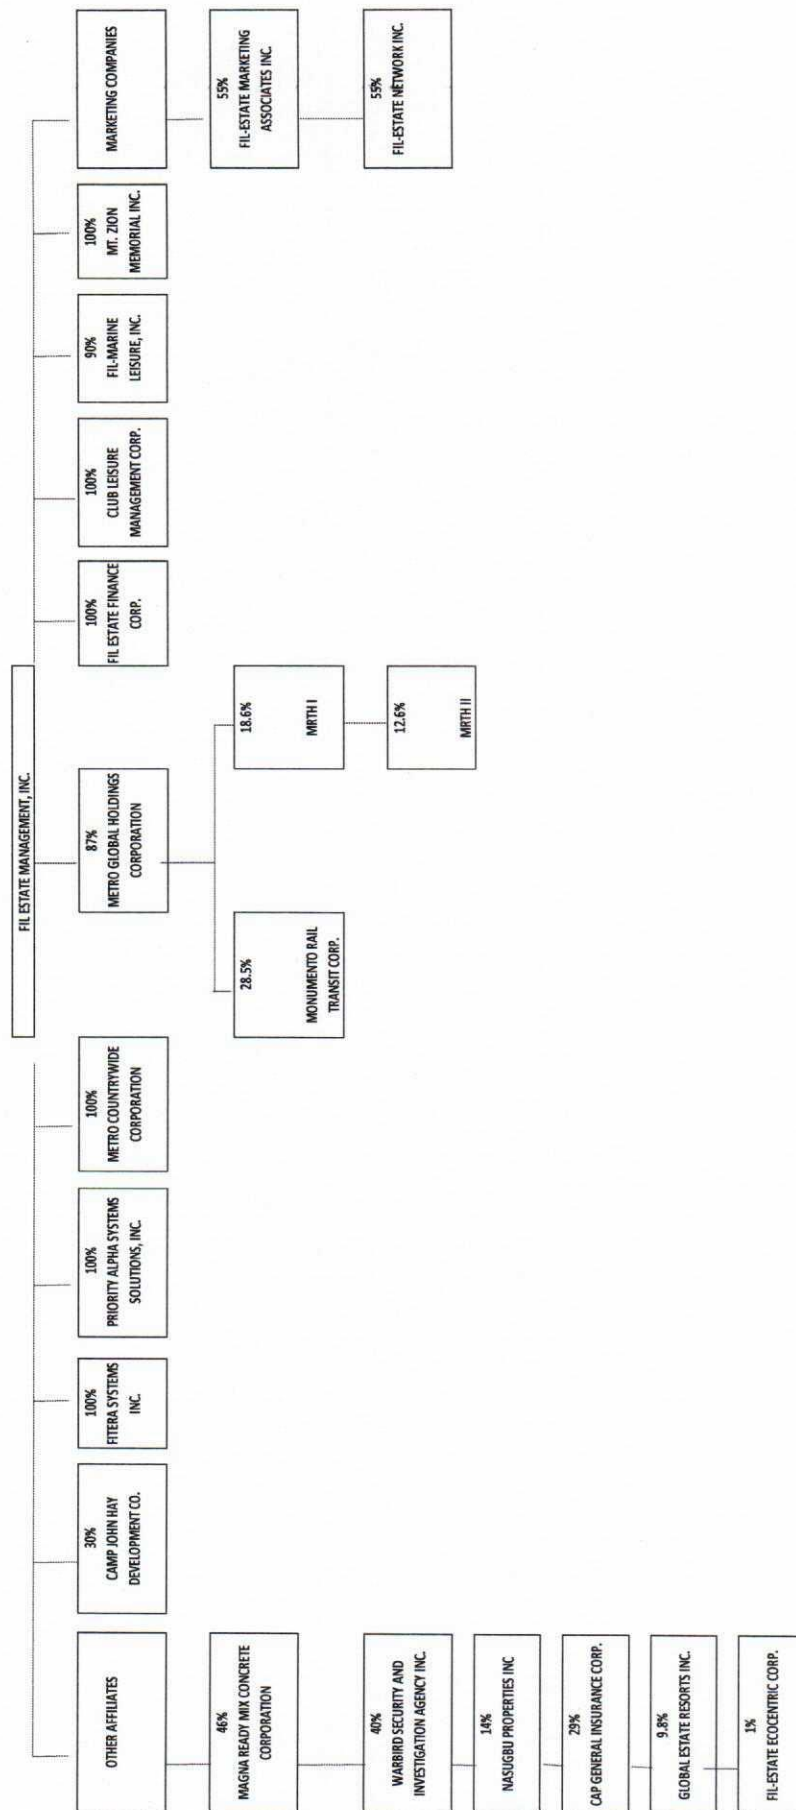 FIL ESTATE MANAGEMENT, INC.
OTHER AFFILIATES
30%
CAMP JOHN HAY
DEVELOPMENT CO.
100%
FITERA SYSTEMS
INC.
100%
PRIORITY ALPHA SYSTEMS
SOLUTIONS, INC.
100%
METRO COUNTRYWIDE
CORPORATION
87%
METRO GLOBAL HOLDINGS
CORPORATION
100%
FIL ESTATE FINANCE
CORP.
100%
CLUB LEISURE
MANAGEMENT CORP.
90%
FIL-MARINE
LEISURE, INC.
100%
MT. ZION
MEMORIAL INC.
MARKETING COMPANIES
46%
MAGNA READY MIX CONCRETE
CORPORATION
28.5%
MONUMENTO RAIL
TRANSIT CORP.
18.6%
MRTH I
55%
FIL-ESTATE MARKETING
ASSOCIATES INC.
40%
WARBIRD SECURITY AND
INVESTIGATION AGENCY INC.
12.6%
MRTH II
55%
FIL-ESTATE NETWORK INC.
14%
NASUGBU PROPERTIES INC
29%
CAP GENERAL INSURANCE CORP.
9.8%
GLOBAL ESTATE RESORTS INC.
1%
FIL-ESTATE ECOCENTRIC CORP.